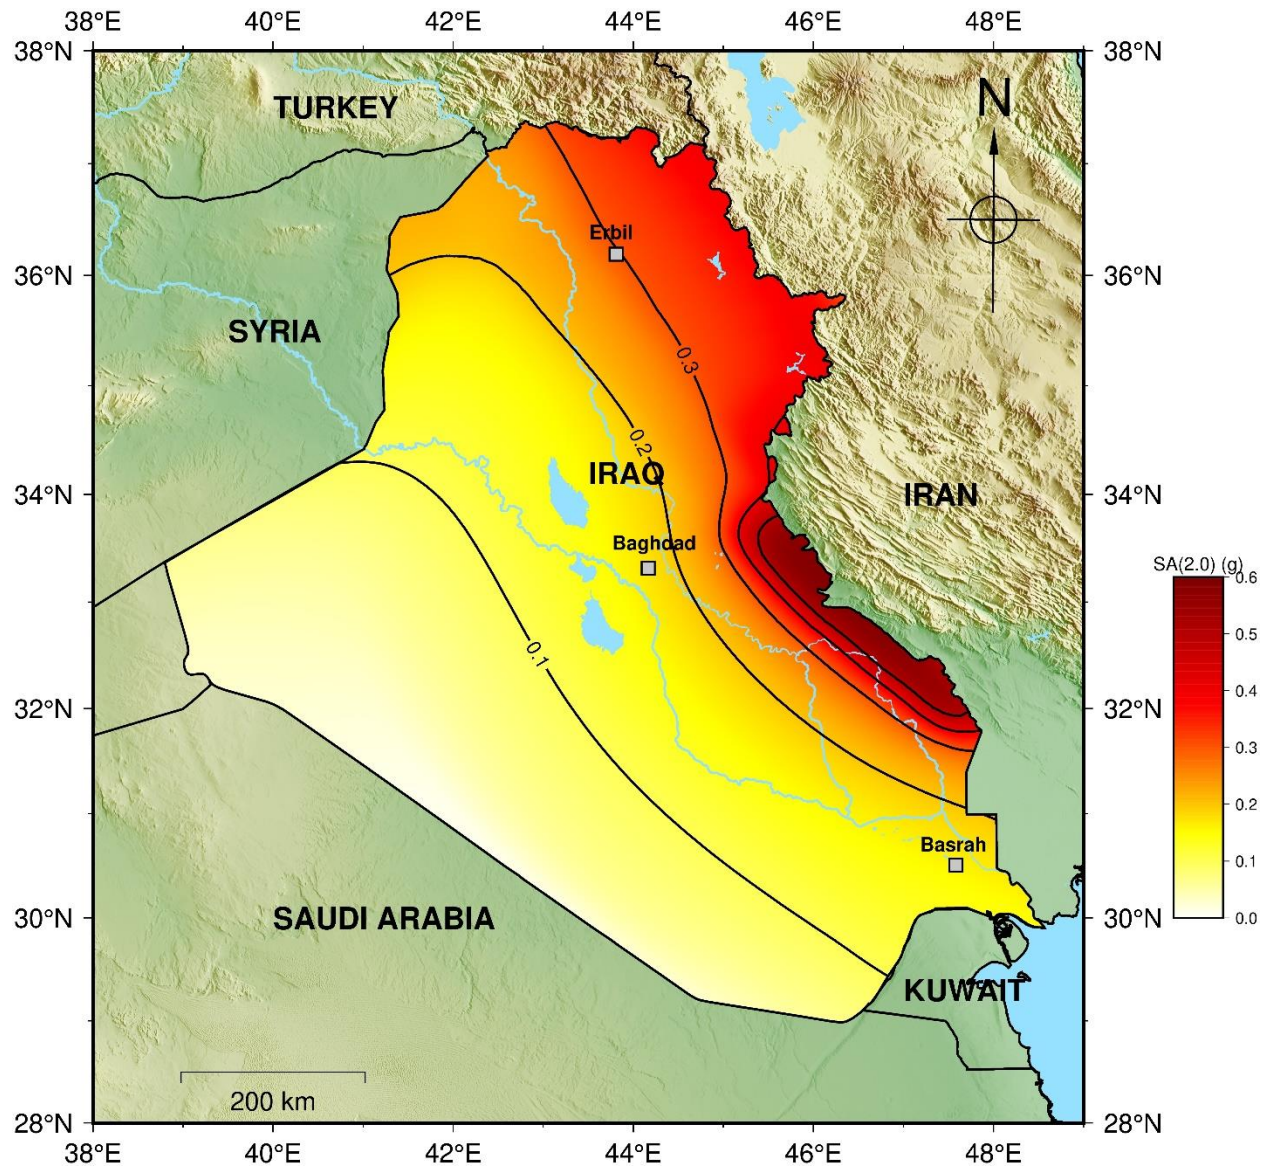 38°E 40°E 42°E 44°E 46°E 48°E
38°N 38°N
TURKEY
N
Erbil
36°N 36°N
SYRIA
0.3
0.2
IRAQ
34°N 34°N
IRAN
Baghdad
SA(2.0) (g)
0.6
0.5
0.4
0.3
0.2
0.1
0.0
0.1
32°N 32°N
Basrah
30°N 30°N
SAUDI ARABIA
KUWAIT
200 km
28°N 28°N
38°E 40°E 42°E 44°E 46°E 48°E